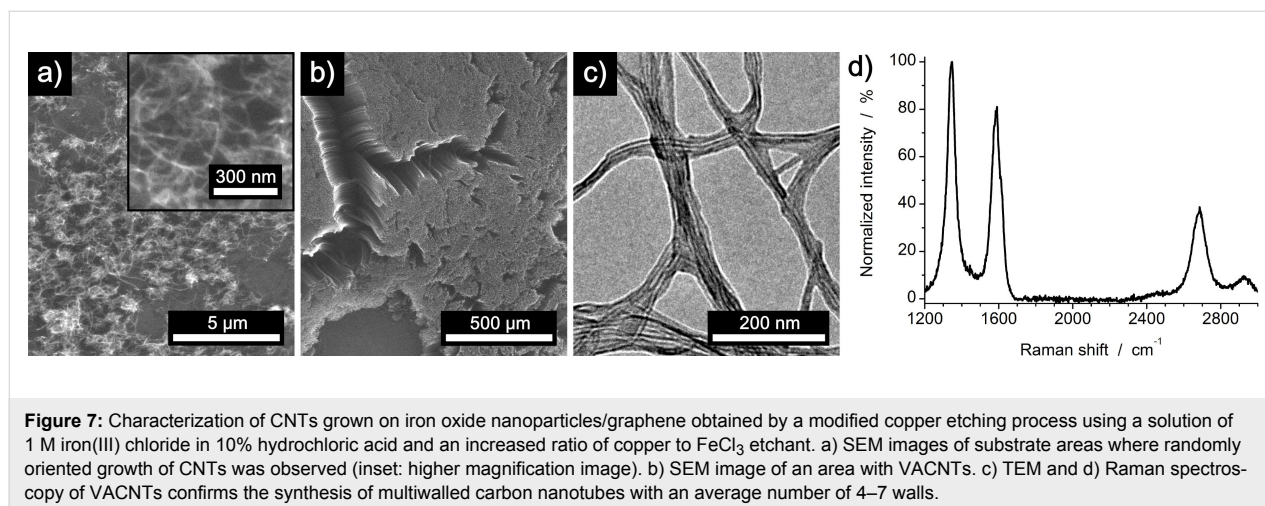 a)
300 nm
5 µm
b)
500 µm
c)
200 nm
d)
Normalized intensity / %
100
80
60
40
20
0
1200 1600 2000 2400 2800
Raman shift / cm⁻¹
Figure 7: Characterization of CNTs grown on iron oxide nanoparticles/graphene obtained by a modified copper etching process using a solution of
1 M iron(III) chloride in 10% hydrochloric acid and an increased ratio of copper to FeCl₃ etchant. a) SEM images of substrate areas where randomly
oriented growth of CNTs was observed (inset: higher magnification image). b) SEM image of an area with VACNTs. c) TEM and d) Raman spectros-
copy of VACNTs confirms the synthesis of multiwalled carbon nanotubes with an average number of 4–7 walls.